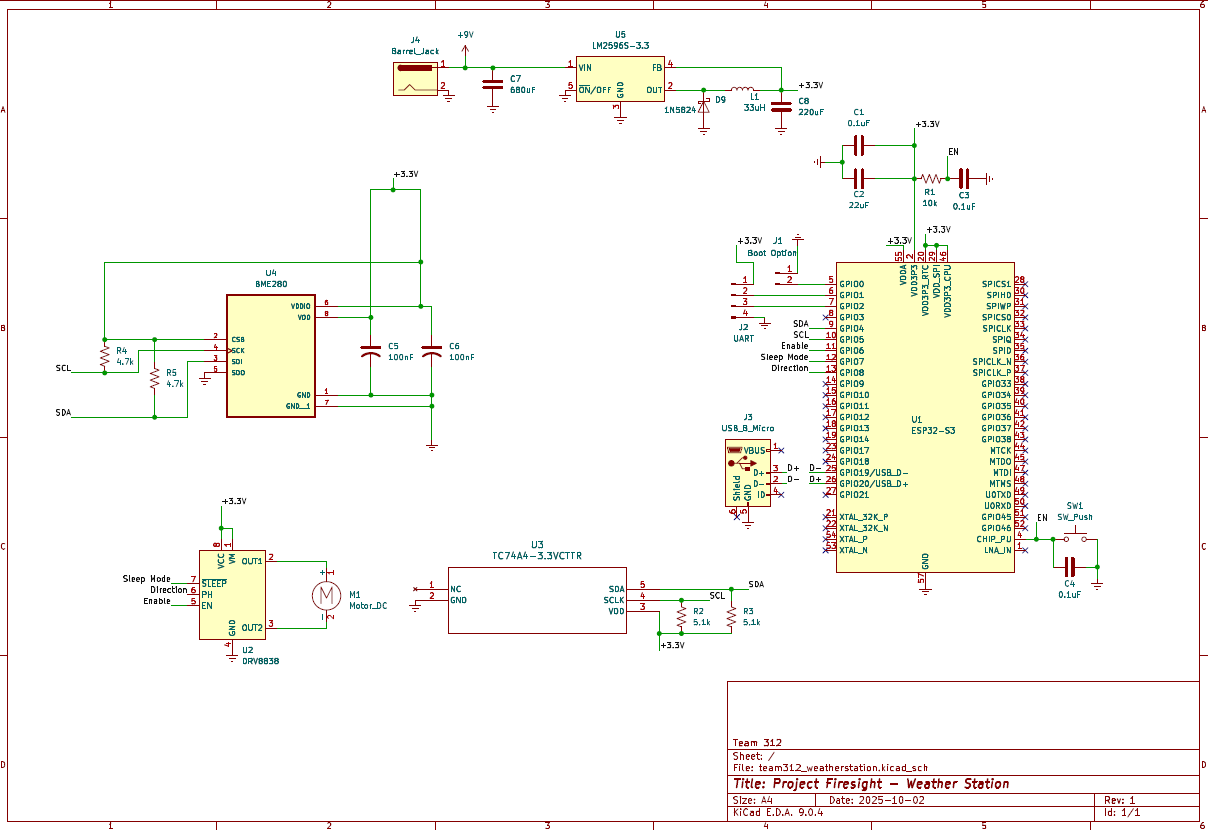 1 2 3 4 5 6
A
B
C
D
J4
Barrel_Jack
1
2
+9V
C7
680uF
U5
LM2596S-3.3
1 VIN
5 ON/OFF
GND
3
FB 4
OUT 2
1N5824
D9
L1
33uH
+3.3V
C8
220uF
C1
0.1uF
C2
22uF
+3.3V
EN
R1
10k
C3
0.1uF
+3.3V
U4
BME280
VDDIO 6
VDD 8
2 CSB
4 SCK
3 SDI
5 SDO
GND 1
GND_1 7
R4
4.7k
R5
4.7k
SCL
SDA
C5
100nF
C6
100nF
+3.3V
J1
Boot Option
1
2
1
2
3
4
J2
UART
SDA
SCL
Enable
Sleep Mode
Direction
+3.3V
+3.3V
55 VDDA
2 VDD3P3
20 VDD3P3_RTC
29 VDD_SPI
46 VDD3P3_CPU
5 GPIO0
6 GPIO1
7 GPIO2
8 GPIO3
9 GPIO4
10 GPIO5
11 GPIO6
12 GPIO7
13 GPIO8
14 GPIO9
15 GPIO10
16 GPIO11
17 GPIO12
18 GPIO13
19 GPIO14
23 GPIO17
24 GPIO18
25 GPIO19/USB_D-
26 GPIO20/USB_D+
27 GPIO21
21 XTAL_32K_P
22 XTAL_32K_N
54 XTAL_P
53 XTAL_N
U1
ESP32-S3
SPICS1 28
SPIHD 30
SPIWP 31
SPICS0 32
SPICLK 33
SPIQ 34
SPID 35
SPICLK_N 36
SPICLK_P 37
GPIO33 38
GPIO34 39
GPIO35 40
GPIO36 41
GPIO37 42
GPIO38 43
MTCK 44
MTDO 45
MTDI 47
MTMS 48
U0TXD 49
U0RXD 50
GPIO45 51
GPIO46 52
CHIP_PU 4
LNA_IN 1
GND
57
EN
SW1
SW_Push
C4
0.1uF
J3
USB_B_Micro
VBUS 1
D+ 3 D+
D- 2 D-
ID 4
Shield
GND
6
5
D-
D+
+3.3V
8 VCC
1 VM
OUT1 2
Sleep Mode 7 SLEEP
Direction 6 PH
Enable 5 EN
OUT2 3
GND
4
U2
DRV8838
+ 1
M
- 2
M1
Motor_DC
U3
TC74A4-3.3VCTTR
1 NC
2 GND
SDA 5
SCLK 4
VDD 3
SDA
SCL
R2
5.1k
R3
5.1k
+3.3V
Team 312
Sheet: /
File: team312_weatherstation.kicad_sch
Title: Project Firesight – Weather Station
Size: A4 Date: 2025-10-02 Rev: 1
KiCad E.D.A. 9.0.4 Id: 1/1
A
B
C
D
1 2 3 4 5 6